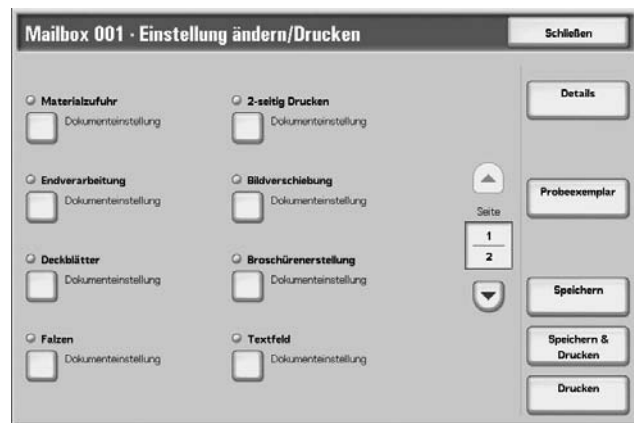 Mailbox 001 · Einstellung ändern/Drucken
Schließen
Materialzufuhr
Dokumenteinstellung
2-seitig Drucken
Dokumenteinstellung
Details
Endverarbeitung
Dokumenteinstellung
Bildverschiebung
Dokumenteinstellung
Probeexemplar
Seite
1
2
Deckblätter
Dokumenteinstellung
Broschürenerstellung
Dokumenteinstellung
Speichern
Falzen
Dokumenteinstellung
Textfeld
Dokumenteinstellung
Speichern &
Drucken
Drucken